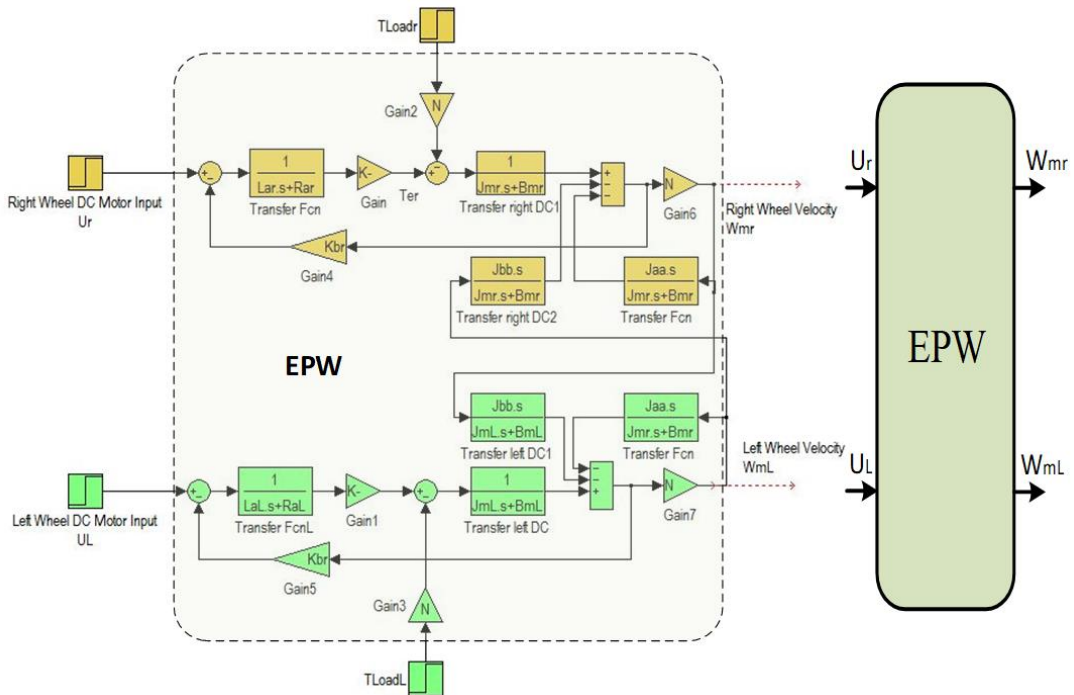 TLoadr
N
Gain2
Right Wheel DC Motor Input
Ur
1
Lar.s+Rar
Transfer Fcn
K-
Gain
Ter
1
Jmr.s+Bmr
Transfer right DC1
N
Gain6
Right Wheel Velocity
Wmr
Kbr
Gain4
Jbb.s
Jmr.s+Bmr
Transfer right DC2
Jaa.s
Jmr.s+Bmr
Transfer Fcn
EPW
Jbb.s
JmL.s+BmL
Transfer left DC1
Jaa.s
Jmr.s+Bmr
Transfer Fcn
Left Wheel Velocity
WmL
Left Wheel DC Motor Input
UL
1
LaL.s+RaL
Transfer FcnL
K-
Gain1
1
JmL.s+BmL
Transfer left DC
N
Gain7
Kbr
Gain5
Gain3
N
TLoadL
Ur
Wmr
EPW
UL
WmL